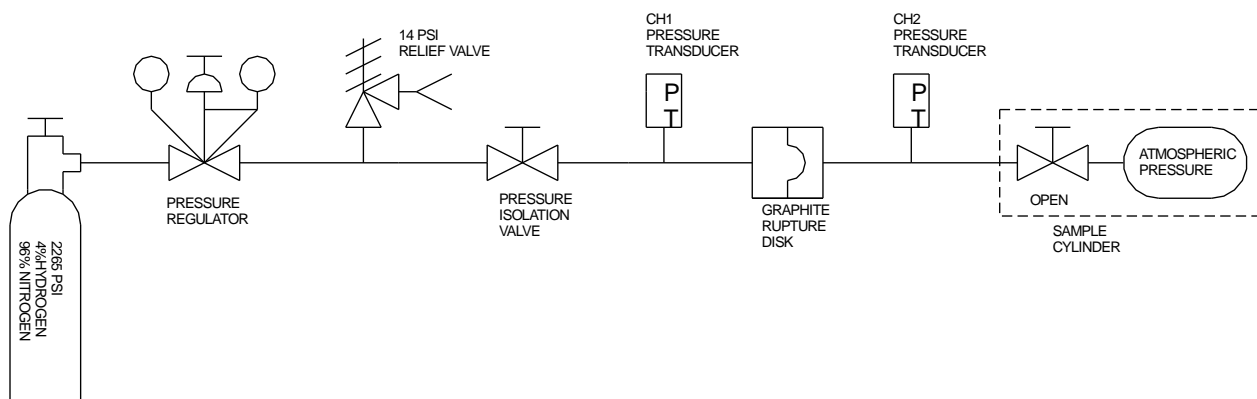 14 PSI
RELIEF VALVE
CH1
PRESSURE
TRANSDUCER
CH2
PRESSURE
TRANSDUCER
P
T
P
T
PRESSURE
REGULATOR
PRESSURE
ISOLATION
VALVE
GRAPHITE
RUPTURE
DISK
ATMOSPHERIC
PRESSURE
OPEN
SAMPLE
CYLINDER
2265 PSI
4%HYDROGEN
96% NITROGEN